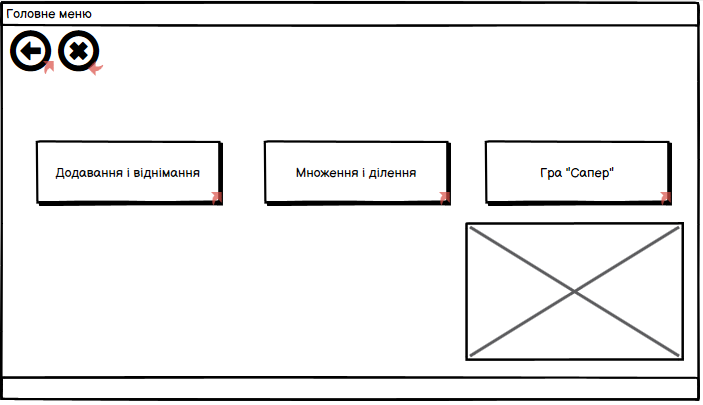 Головне меню
Додавання і віднімання
Множення і ділення
Гра "Сапер"